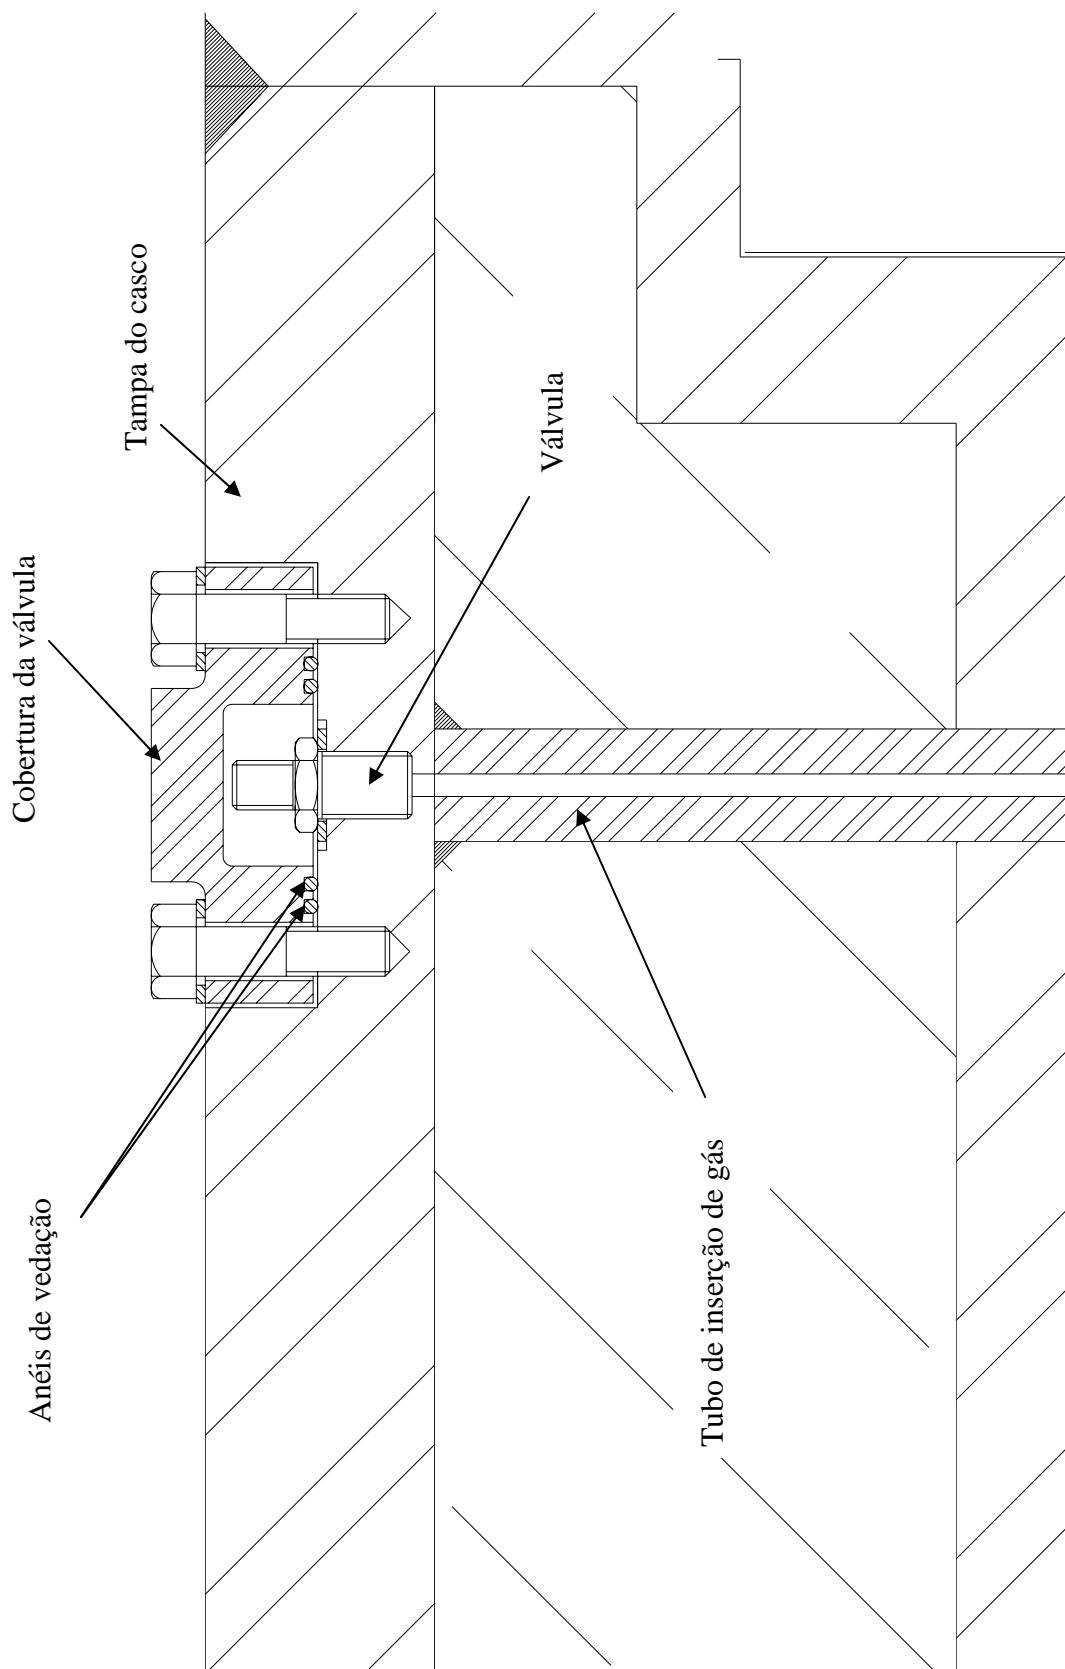 Anéis de vedação
Cobertura da válvula
Tampa do casco
Válvula
Tubo de inserção de gás